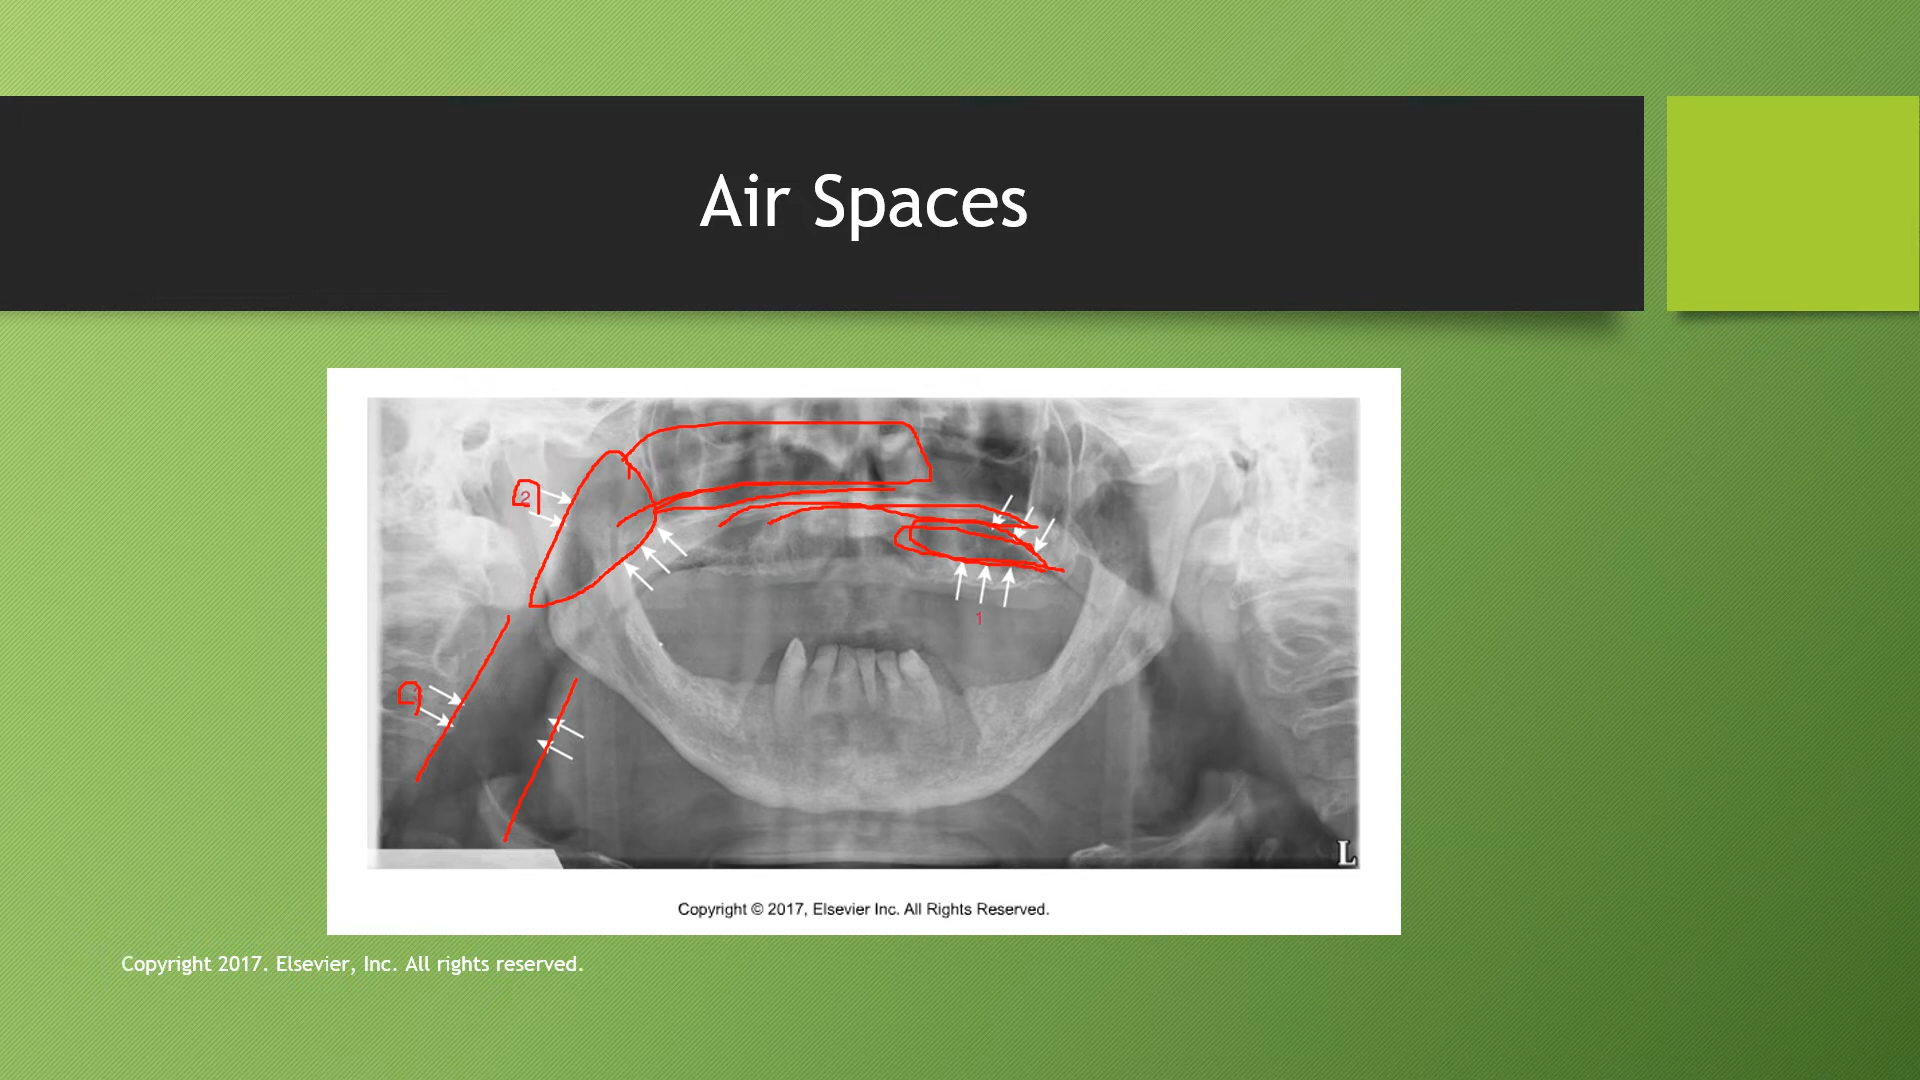 Air Spaces
2
1
L
Copyright © 2017, Elsevier Inc. All Rights Reserved.
Copyright 2017. Elsevier, Inc. All rights reserved.